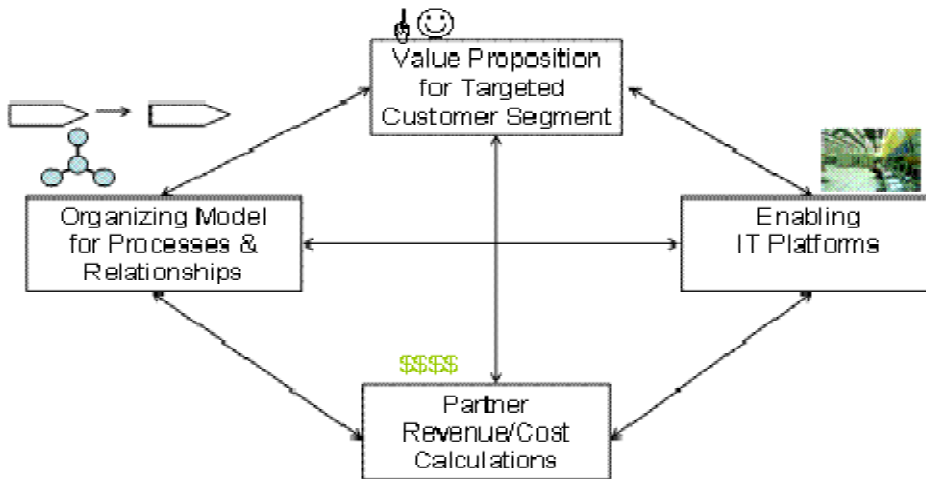 Value Proposition
for Targeted
Customer Segment
Organizing Model
for Processes &
Relationships
Enabling
IT Platforms
$$$$
Partner
Revenue/Cost
Calculations